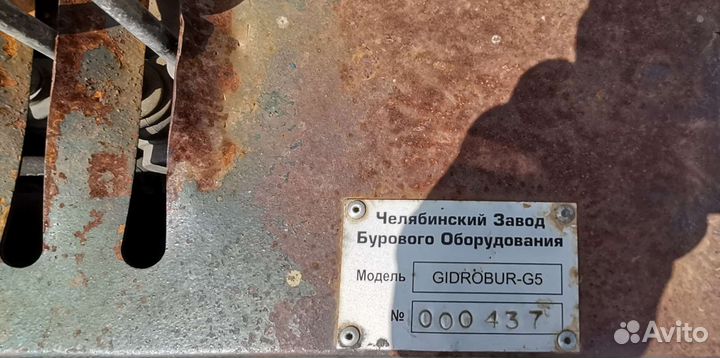 Челябинский Завод
Бурового Оборудования
Модель GIDROBUR-G5
№ 000437
Avito